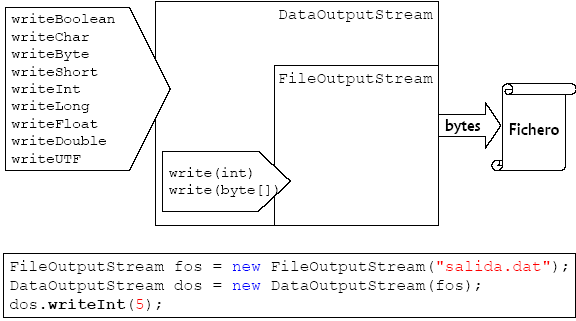 writeBoolean
writeChar
writeByte
writeShort
writeInt
writeLong
writeFloat
writeDouble
writeUTF
DataOutputStream
FileOutputStream
write(int)
write(byte[])
bytes
Fichero
FileOutputStream fos = new FileOutputStream("salida.dat");
DataOutputStream dos = new DataOutputStream(fos);
dos.writeInt(5);